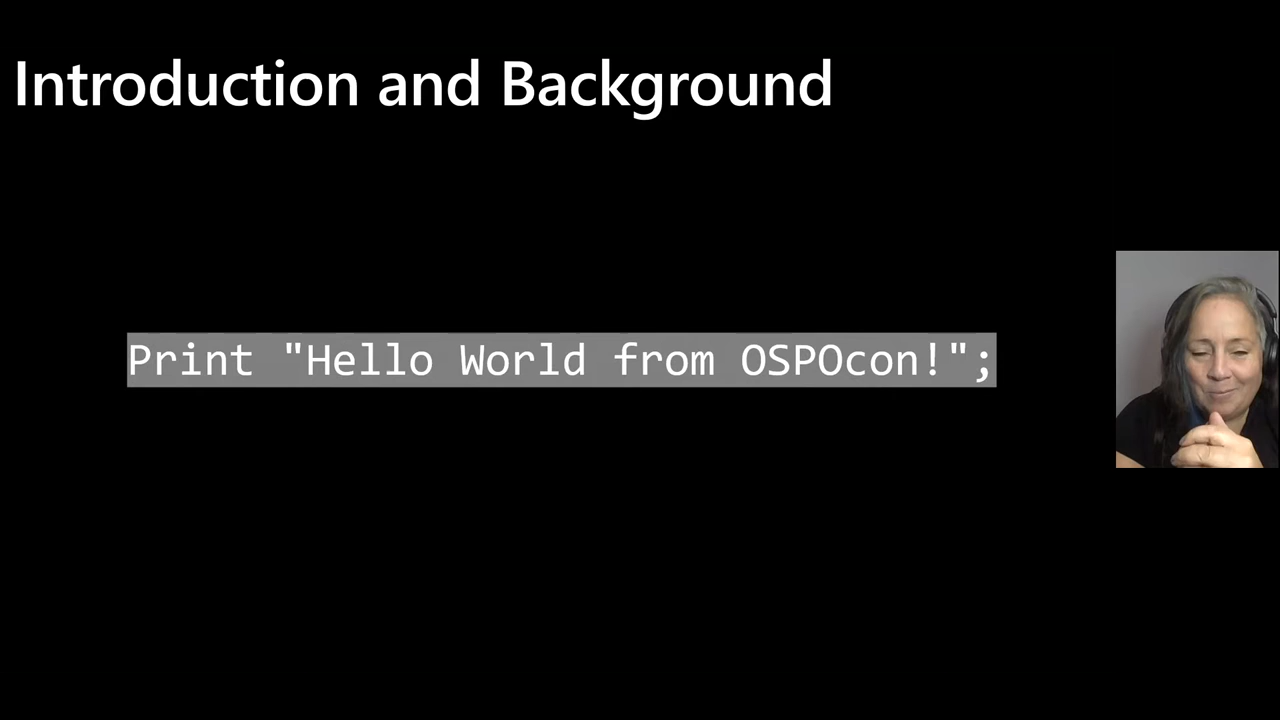 Introduction and Background
Print "Hello World from OSPOcon!";